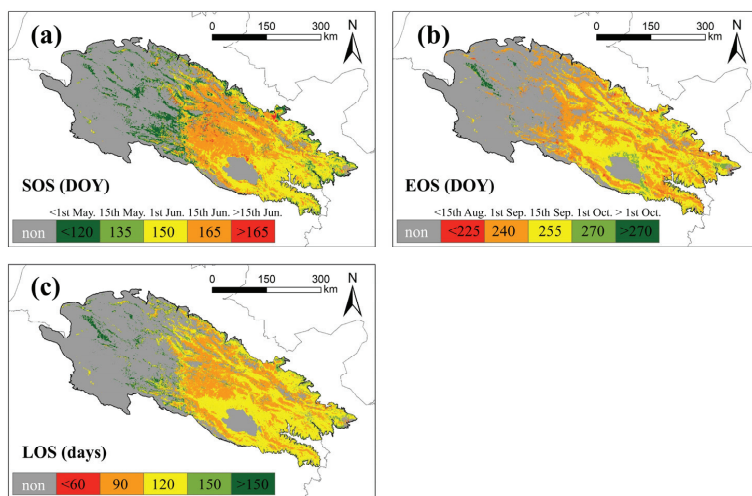 (a)
0 150 300
km
N
SOS (DOY)
<1st May. 15th May. 1st Jun. 15th Jun. >15th Jun.
non <120 135 150 165 >165
(b)
0 150 300
km
N
EOS (DOY)
<15th Aug. 1st Sep. 15th Sep. 1st Oct. > 1st Oct.
non <225 240 255 270 >270
(c)
0 150 300
km
N
LOS (days)
non <60 90 120 150 >150